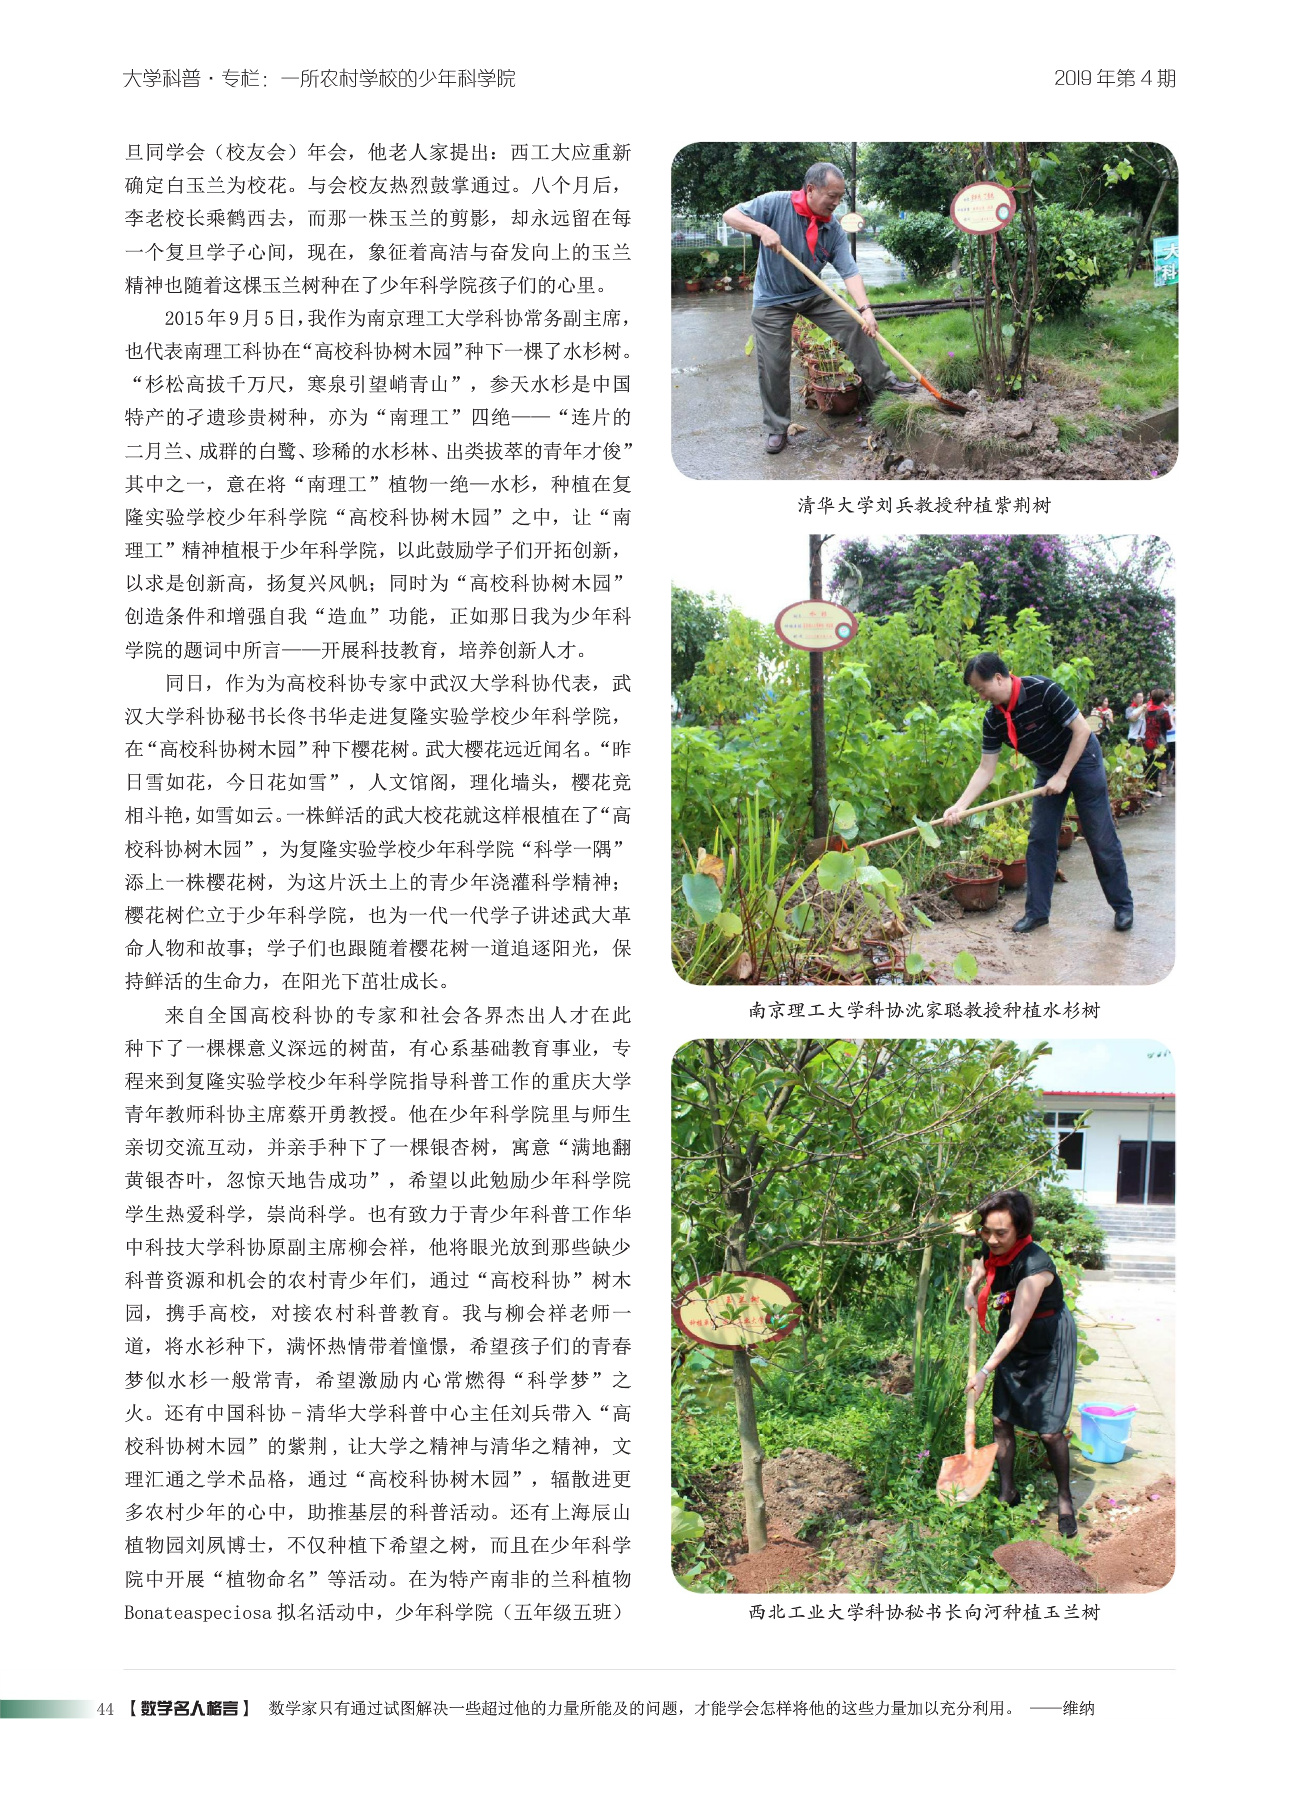 大学科普·专栏：一所农村学校的少年科学院
2019 年第 4 期
旦同学会（校友会）年会，他老人家提出：西工大应重新
确定白玉兰为校花。与会校友热烈鼓掌通过。八个月后，
李老校长乘鹤西去，而那一株玉兰的剪影，却永远留在每
一个复旦学子心间，现在，象征着高洁与奋发向上的玉兰
精神也随着这棵玉兰树种在了少年科学院孩子们的心里。
2015 年 9 月 5 日，我作为南京理工大学科协常务副主席，
也代表南理工科协在“高校科协树木园”种下一棵了水杉树。
“杉松高拔千万尺，寒泉引望峭青山”，参天水杉是中国
特产的孑遗珍贵树种，亦为“南理工”四绝——“连片的
二月兰、成群的白鹭、珍稀的水杉林、出类拔萃的青年才俊”
其中之一，意在将“南理工”植物一绝—水杉，种植在复
隆实验学校少年科学院“高校科协树木园”之中，让“南
理工”精神植根于少年科学院，以此鼓励学子们开拓创新，
以求是创新高，扬复兴风帆；同时为“高校科协树木园”
创造条件和增强自我“造血”功能，正如那日我为少年科
学院的题词中所言——开展科技教育，培养创新人才。
同日，作为为高校科协专家中武汉大学科协代表，武
汉大学科协秘书长佟书华走进复隆实验学校少年科学院，
在“高校科协树木园”种下樱花树。武大樱花远近闻名。“昨
日雪如花，今日花如雪”，人文馆阁，理化墙头，樱花竞
相斗艳，如雪如云。一株鲜活的武大校花就这样根植在了“高
校科协树木园”，为复隆实验学校少年科学院“科学一隅”
添上一株樱花树，为这片沃土上的青少年浇灌科学精神；
樱花树伫立于少年科学院，也为一代一代学子讲述武大革
命人物和故事；学子们也跟随着樱花树一道追逐阳光，保
持鲜活的生命力，在阳光下茁壮成长。
来自全国高校科协的专家和社会各界杰出人才在此
种下了一棵棵意义深远的树苗，有心系基础教育事业，专
程来到复隆实验学校少年科学院指导科普工作的重庆大学
青年教师科协主席蔡开勇教授。他在少年科学院里与师生
亲切交流互动，并亲手种下了一棵银杏树，寓意“满地翻
黄银杏叶，忽惊天地告成功”，希望以此勉励少年科学院
学生热爱科学，崇尚科学。也有致力于青少年科普工作华
中科技大学科协原副主席柳会祥，他将眼光放到那些缺少
科普资源和机会的农村青少年们，通过“高校科协”树木
园，携手高校，对接农村科普教育。我与柳会祥老师一
道，将水衫种下，满怀热情带着憧憬，希望孩子们的青春
梦似水杉一般常青，希望激励内心常燃得“科学梦”之
火。还有中国科协－清华大学科普中心主任刘兵带入“高
校科协树木园”的紫荆，让大学之精神与清华之精神，文
理汇通之学术品格，通过“高校科协树木园”，辐散进更
多农村少年的心中，助推基层的科普活动。还有上海辰山
植物园刘夙博士，不仅种植下希望之树，而且在少年科学
院中开展“植物命名”等活动。在为特产南非的兰科植物
Bonateaspeciosa 拟名活动中，少年科学院（五年级五班）
大
科
清华大学刘兵教授种植紫荆树
南京理工大学科协沈家聪教授种植水杉树
西北工业大学科协秘书长向河种植玉兰树
44 【数学名人格言】 数学家只有通过试图解决一些超过他的力量所能及的问题，才能学会怎样将他的这些力量加以充分利用。 ——维纳